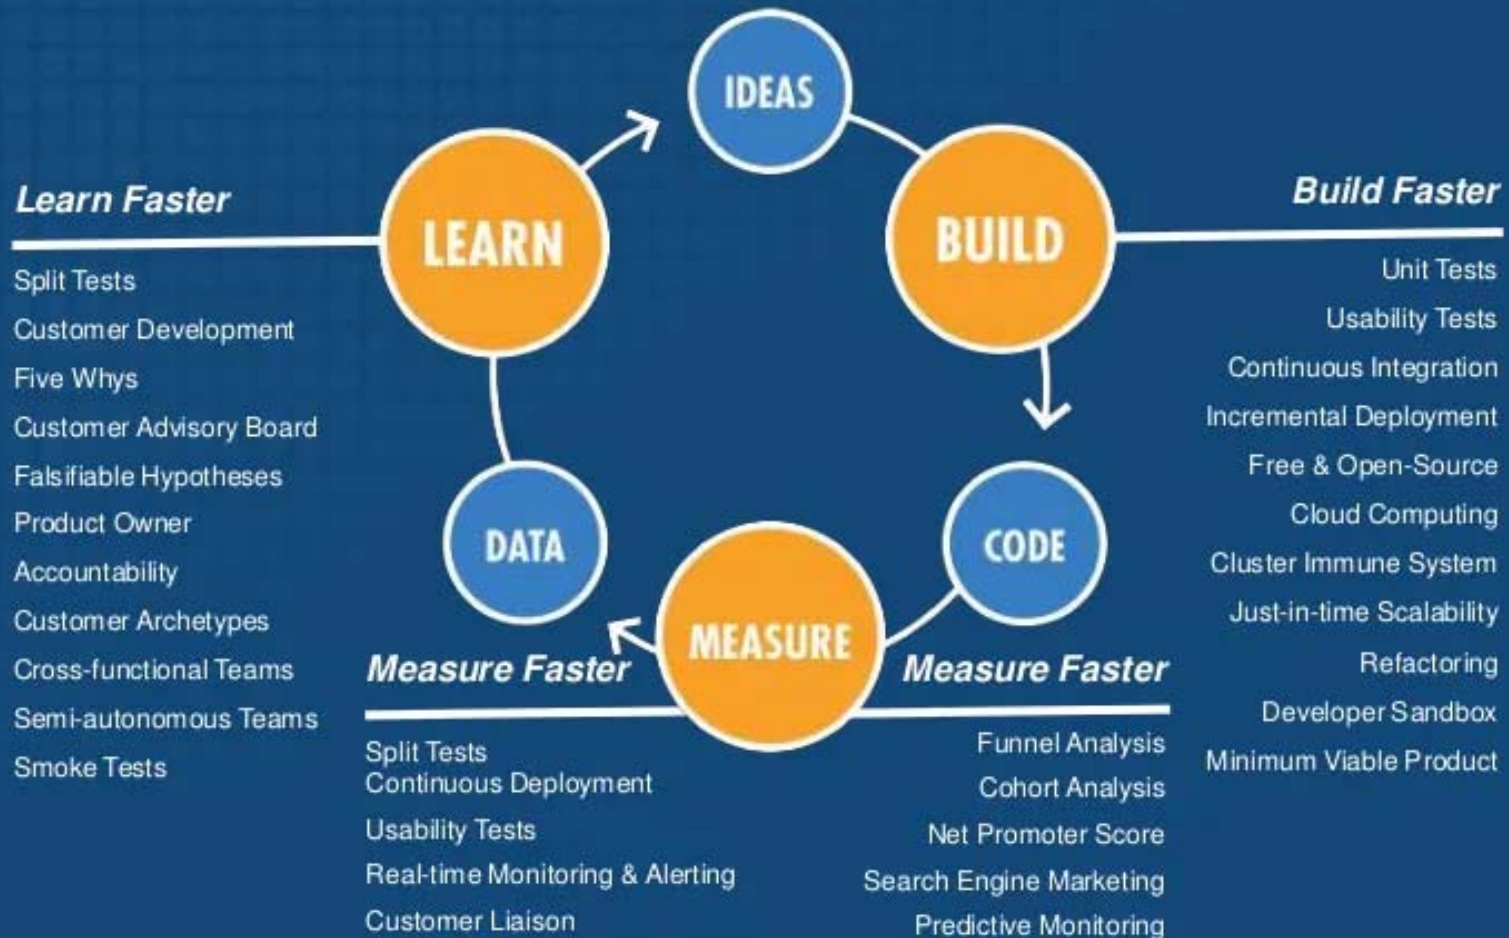 IDEAS
LEARN
BUILD
Learn Faster
Split Tests
Customer Development
Five Whys
Customer Advisory Board
Falsifiable Hypotheses
Product Owner
Accountability
Customer Archetypes
Cross-functional Teams
Semi-autonomous Teams
Smoke Tests
Build Faster
Unit Tests
Usability Tests
Continuous Integration
Incremental Deployment
Free & Open-Source
Cloud Computing
Cluster Immune System
Just-in-time Scalability
Refactoring
Developer Sandbox
Minimum Viable Product
DATA
CODE
MEASURE
Measure Faster
Split Tests
Continuous Deployment
Usability Tests
Real-time Monitoring & Alerting
Customer Liaison
Measure Faster
Funnel Analysis
Cohort Analysis
Net Promoter Score
Search Engine Marketing
Predictive Monitoring